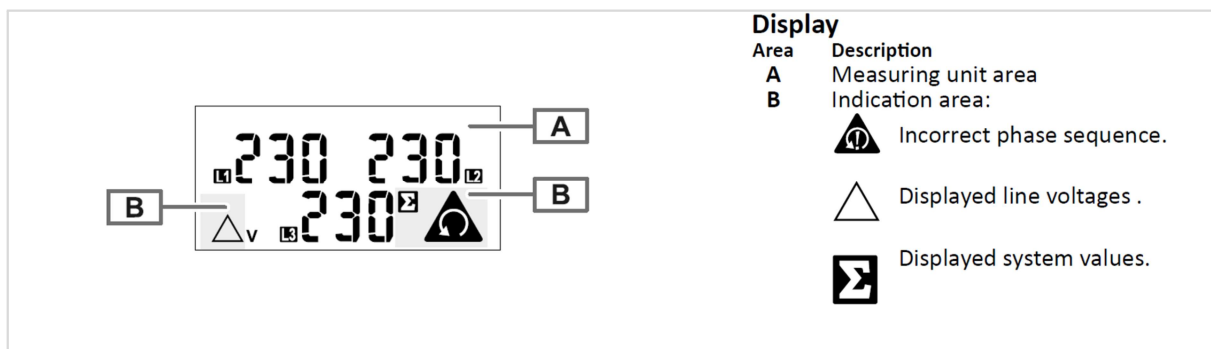 230 230
L1 L2
230 Σ
△ V L3
A
B
B
Display
Area Description
A Measuring unit area
B Indication area:
Incorrect phase sequence.
Displayed line voltages .
Σ Displayed system values.